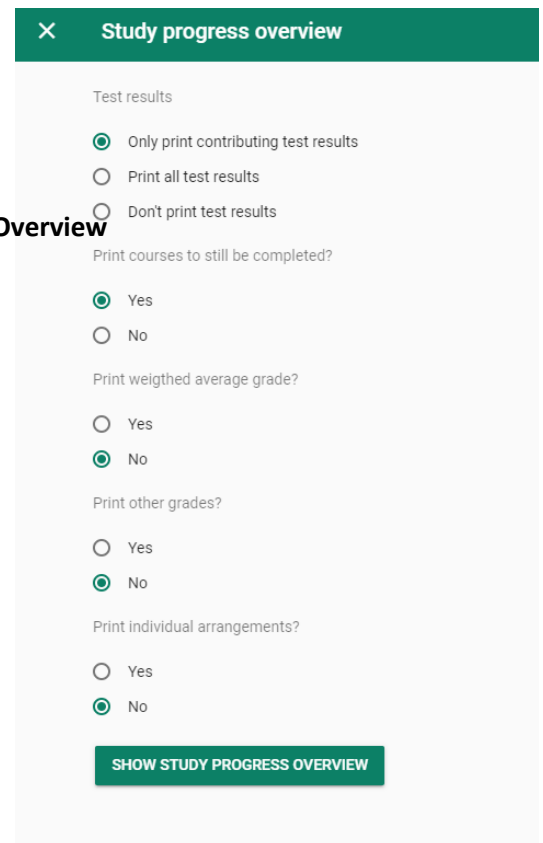 Study progress overview
Test results
Only print contributing test results
Print all test results
Don't print test results
Overview
Print courses to still be completed?
Yes
No
Print weigthed average grade?
Yes
No
Print other grades?
Yes
No
Print individual arrangements?
Yes
No
SHOW STUDY PROGRESS OVERVIEW